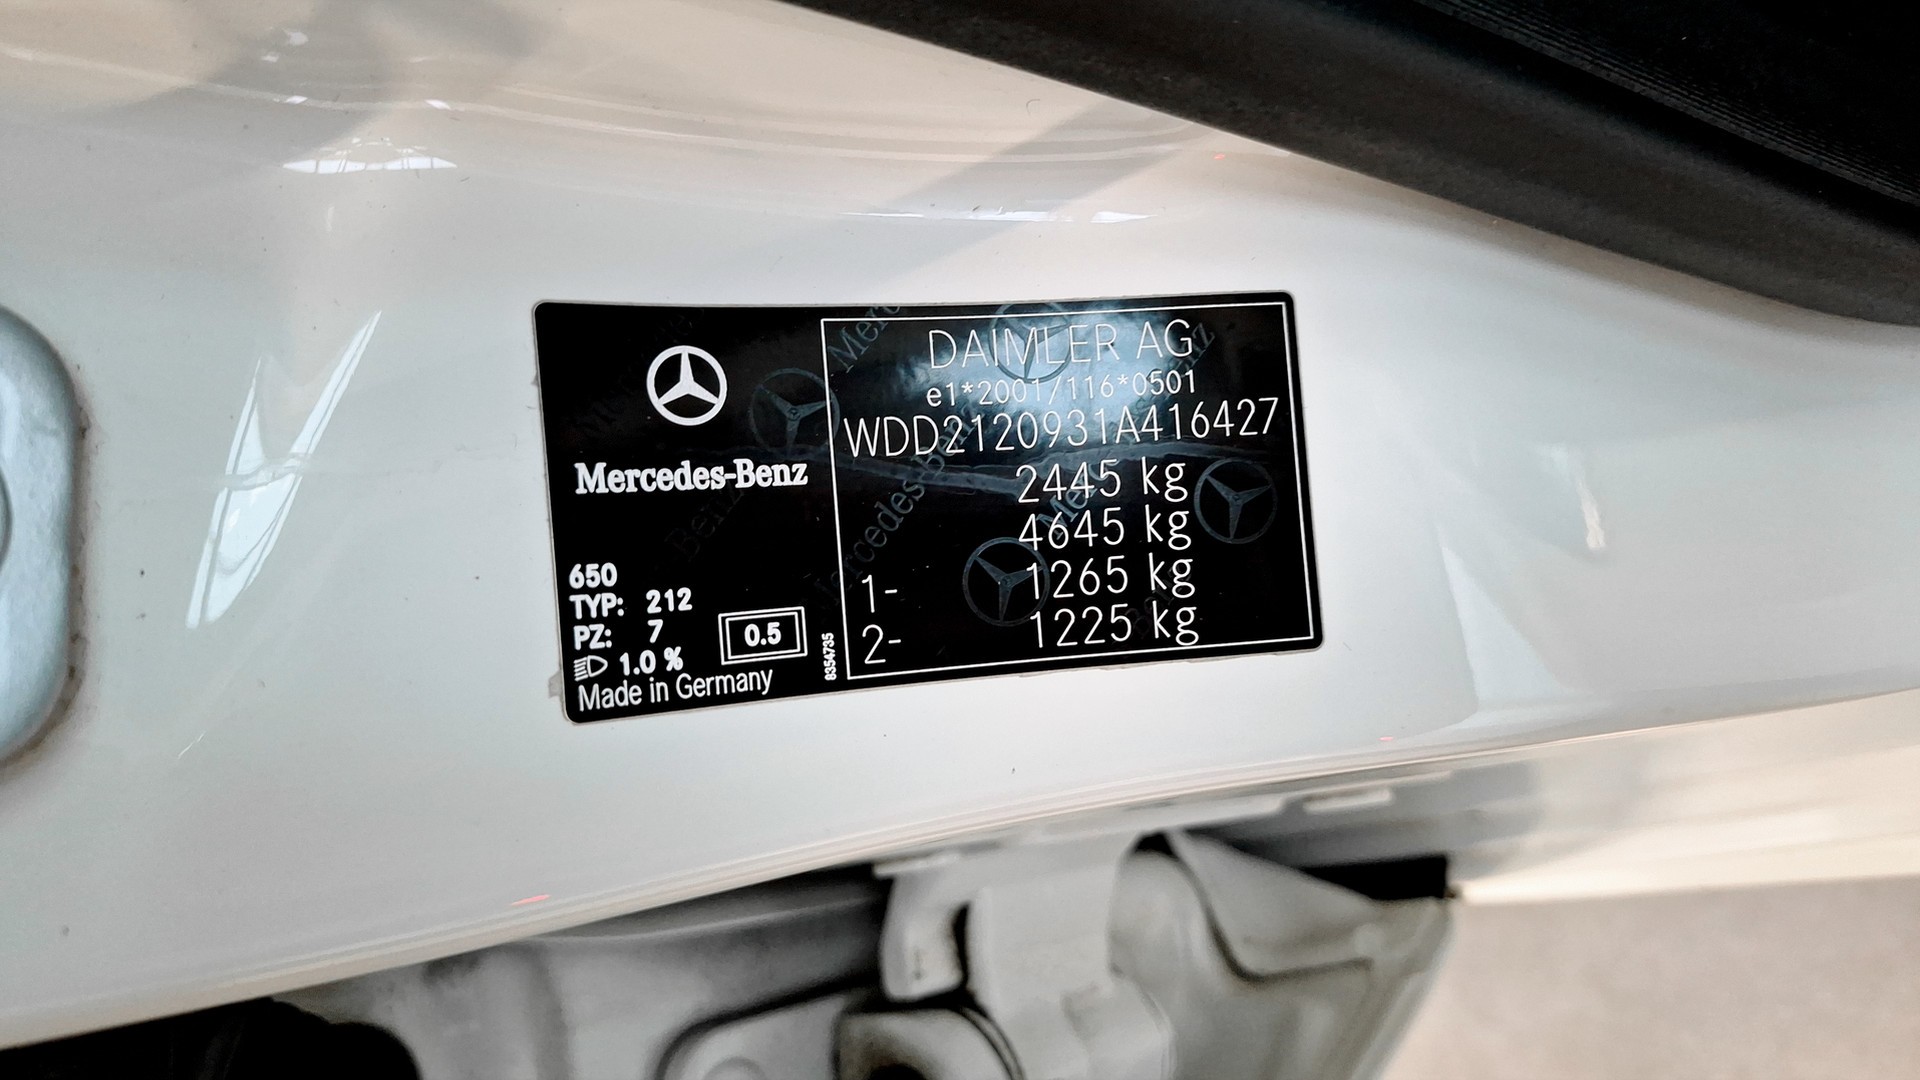 Mercedes-Benz
650
TYP: 212
PZ: 7
1.0 %
0.5
Made in Germany
8354735
DAIMLER AG
e1*2001/116*0501
WDD2120931A416427
2445 kg
4645 kg
1- 1265 kg
2- 1225 kg